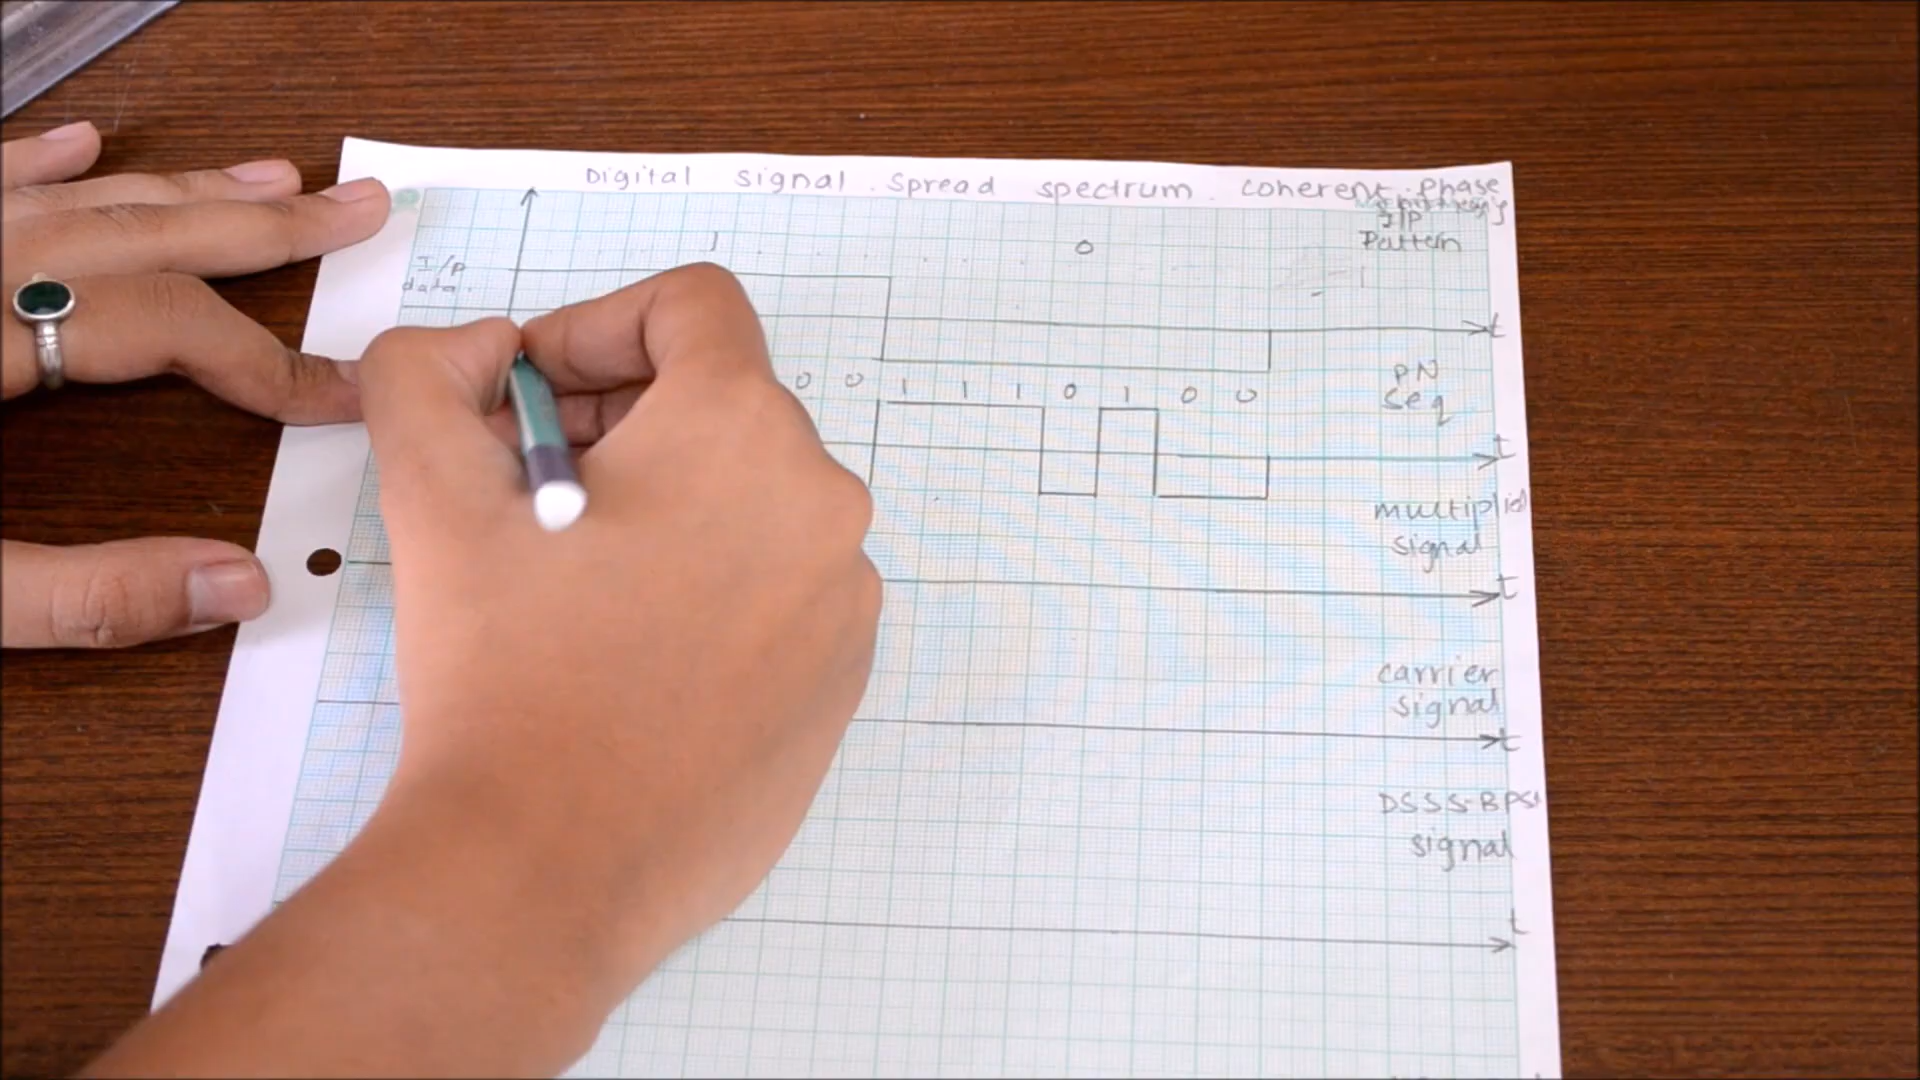 Digital signal Spread spectrum coherent Phase
I/P
Pattern
1 0
I/P
data.
t
PN
Seq
0 0 1 1 1 0 1 0 0
t
multiplied
signal
t
carrier
signal
t
DSSS-BPSK
signal
t